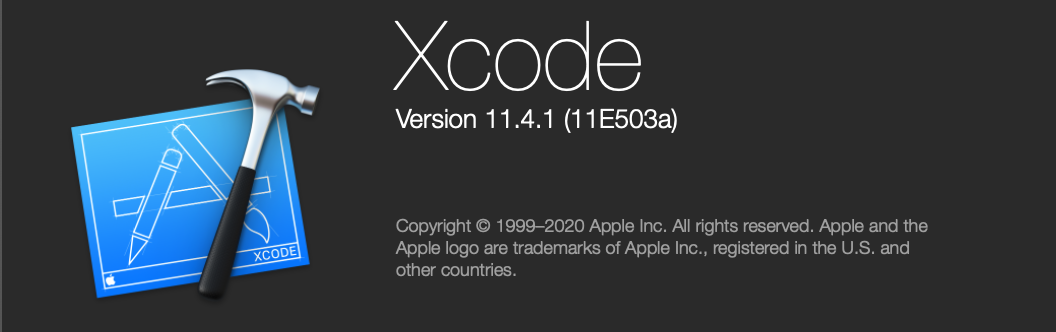 Xcode
Version 11.4.1 (11E503a)
Copyright © 1999–2020 Apple Inc. All rights reserved. Apple and the
Apple logo are trademarks of Apple Inc., registered in the U.S. and
other countries.
XCODE